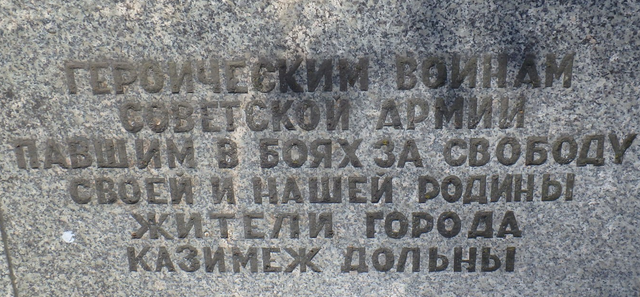 ГЕРОИЧЕСКИМ ВОИНАМ
СОВЕТСКОЙ АРМИИ
ПАВШИМ В БОЯХ ЗА СВОБОДУ
СВОЕЙ И НАШЕЙ РОДИНЫ
ЖИТЕЛИ ГОРОДА
КАЗИМЕЖ ДОЛЬНЫ